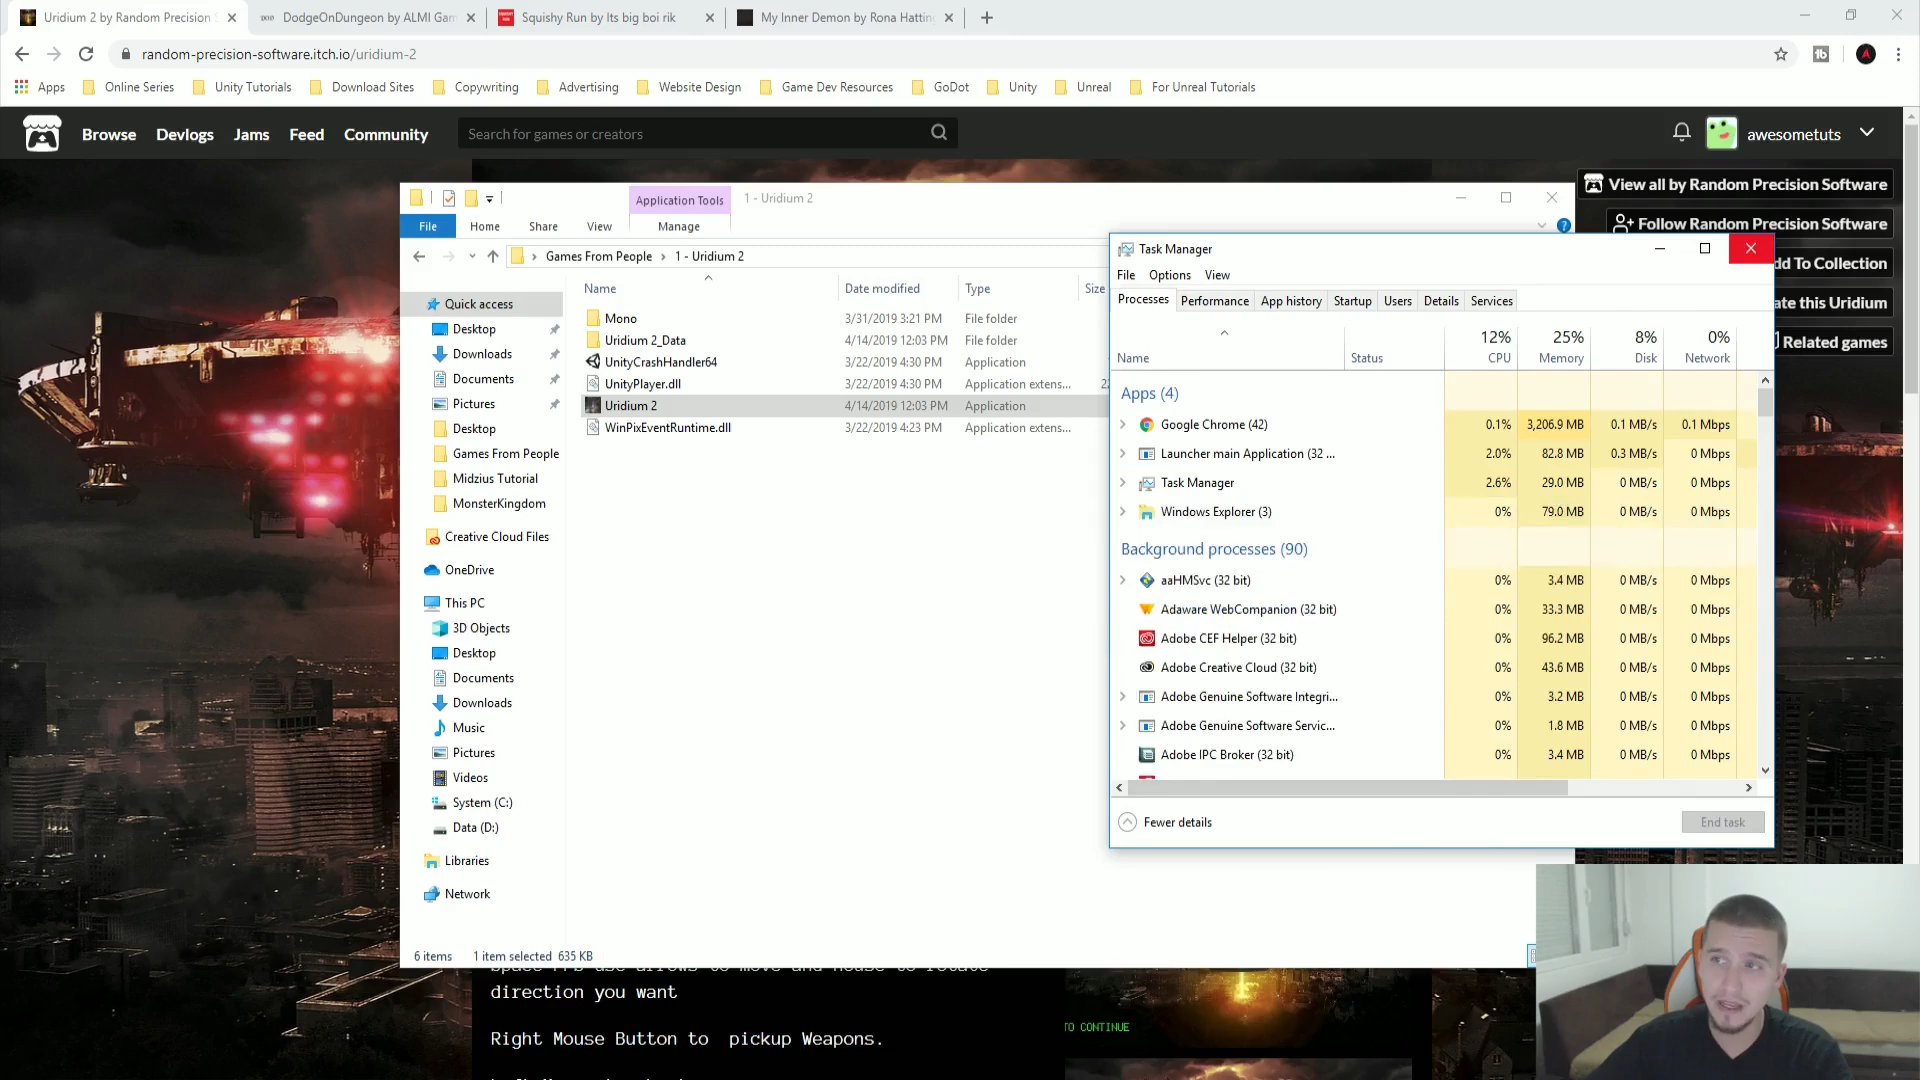 Uridium 2 by Random Precision S
DodgeOnDungeon by ALMI Gam
Squishy Run by Its big boi rik
My Inner Demon by Rona Hatting
random-precision-software.itch.io/uridium-2
Apps
Online Series
Unity Tutorials
Download Sites
Copywriting
Advertising
Website Design
Game Dev Resources
GoDot
Unity
Unreal
For Unreal Tutorials
Browse
Devlogs
Jams
Feed
Community
Search for games or creators
awesometuts
View all by Random Precision Software
Follow Random Precision Software
dd To Collection
ate this Uridium
Related games
Application Tools
1 - Uridium 2
File
Home
Share
View
Manage
Games From People
1 - Uridium 2
Name
Date modified
Type
Size
Mono
3/31/2019 3:21 PM
File folder
Uridium 2_Data
4/14/2019 12:03 PM
File folder
UnityCrashHandler64
3/22/2019 4:30 PM
Application
UnityPlayer.dll
3/22/2019 4:30 PM
Application extens...
Uridium 2
4/14/2019 12:03 PM
Application
WinPixEventRuntime.dll
3/22/2019 4:23 PM
Application extens...
Quick access
Desktop
Downloads
Documents
Pictures
Desktop
Games From People
Midzius Tutorial
MonsterKingdom
Creative Cloud Files
OneDrive
This PC
3D Objects
Desktop
Documents
Downloads
Music
Pictures
Videos
System (C:)
Data (D:)
Libraries
Network
6 items
1 item selected 635 KB
Task Manager
File
Options
View
Processes
Performance
App history
Startup
Users
Details
Services
12%
25%
8%
0%
Name
Status
CPU
Memory
Disk
Network
Apps (4)
Google Chrome (42)
0.1%
3,206.9 MB
0.1 MB/s
0.1 Mbps
Launcher main Application (32 ...
2.0%
82.8 MB
0.3 MB/s
0 Mbps
Task Manager
2.6%
29.0 MB
0 MB/s
0 Mbps
Windows Explorer (3)
0%
79.0 MB
0 MB/s
0 Mbps
Background processes (90)
aaHMSvc (32 bit)
0%
3.4 MB
0 MB/s
0 Mbps
Adaware WebCompanion (32 bit)
0%
33.3 MB
0 MB/s
0 Mbps
Adobe CEF Helper (32 bit)
0%
96.2 MB
0 MB/s
0 Mbps
Adobe Creative Cloud (32 bit)
0%
43.6 MB
0 MB/s
0 Mbps
Adobe Genuine Software Integri...
0%
3.2 MB
0 MB/s
0 Mbps
Adobe Genuine Software Servic...
0%
1.8 MB
0 MB/s
0 Mbps
Adobe IPC Broker (32 bit)
0%
3.4 MB
0 MB/s
0 Mbps
Fewer details
End task
direction you want
Right Mouse Button to pickup Weapons.
TO CONTINUE